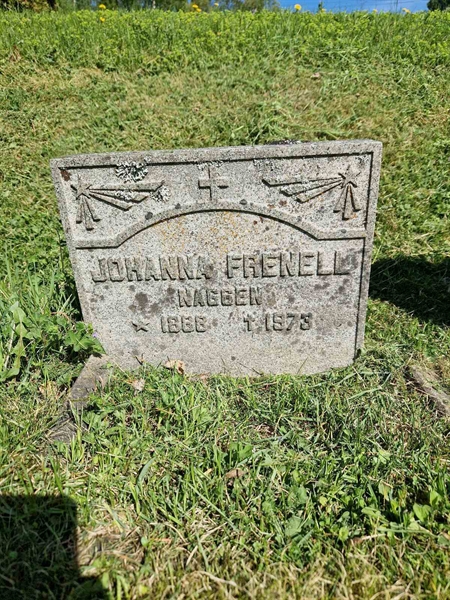 JOHANNA FRENELL
NAGGEN
★ 1888 † 1973